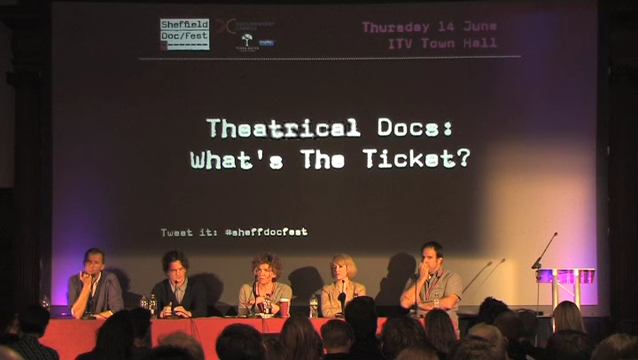 Sheffield
Doc/Fest
Thursday 14 June
ITV Town Hall
Theatrical Docs:
What's The Ticket?
Tweet it: #sheffdocfest